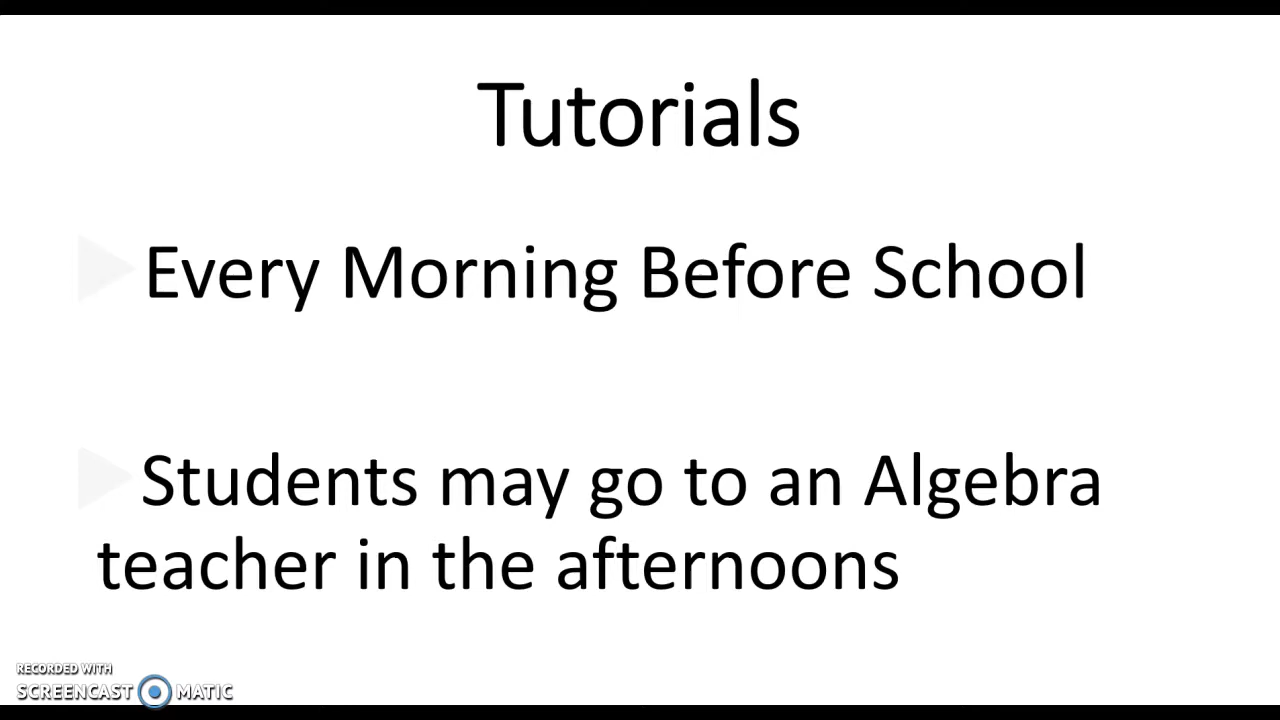 Tutorials
Every Morning Before School
Students may go to an Algebra
teacher in the afternoons
RECORDED WITH
SCREENCAST MATIC